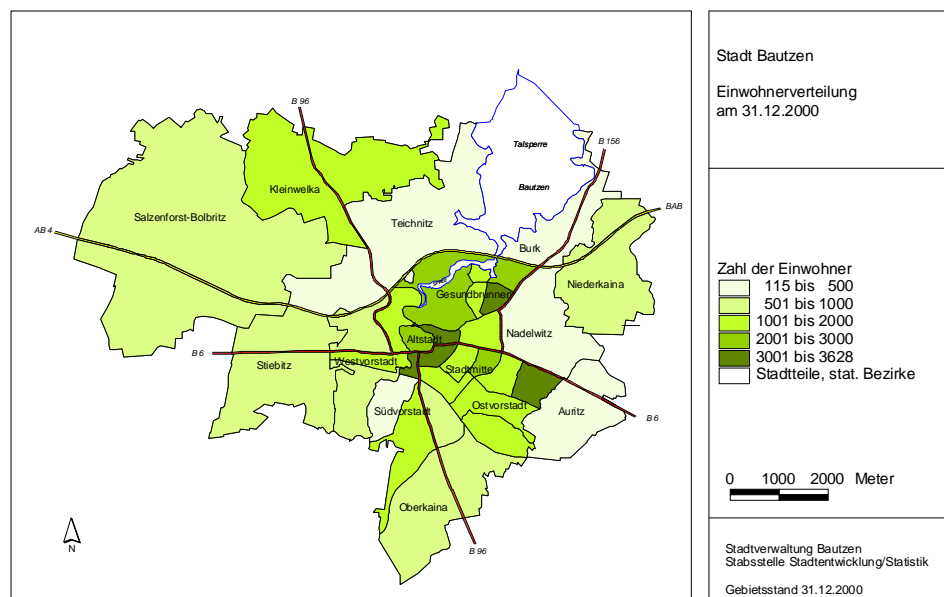 B 96
Talsperre
B 156
Bautzen
Kleinwelka
BAB
Salzenforst-Bolbritz
Teichnitz
AB 4
Burk
Niederkaina
Gesundbrunnen
Nadelwitz
Altstadt
B 6
Westvorstadt
Stiebitz
Stadtmitte
Südvorstadt
Ostvorstadt
Auritz
B 6
Oberkaina
N
B 96
Stadt Bautzen
Einwohnerverteilung
am 31.12.2000
Zahl der Einwohner
115 bis 500
501 bis 1000
1001 bis 2000
2001 bis 3000
3001 bis 3628
Stadtteile, stat. Bezirke
0 1000 2000 Meter
Stadtverwaltung Bautzen
Stabsstelle Stadtentwicklung/Statistik
Gebietsstand 31.12.2000